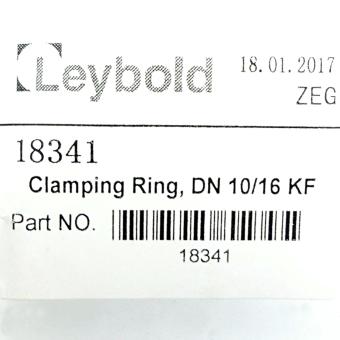 Leybold
18.01.2017
ZEG
18341
Clamping Ring, DN 10/16 KF
Part NO.
18341